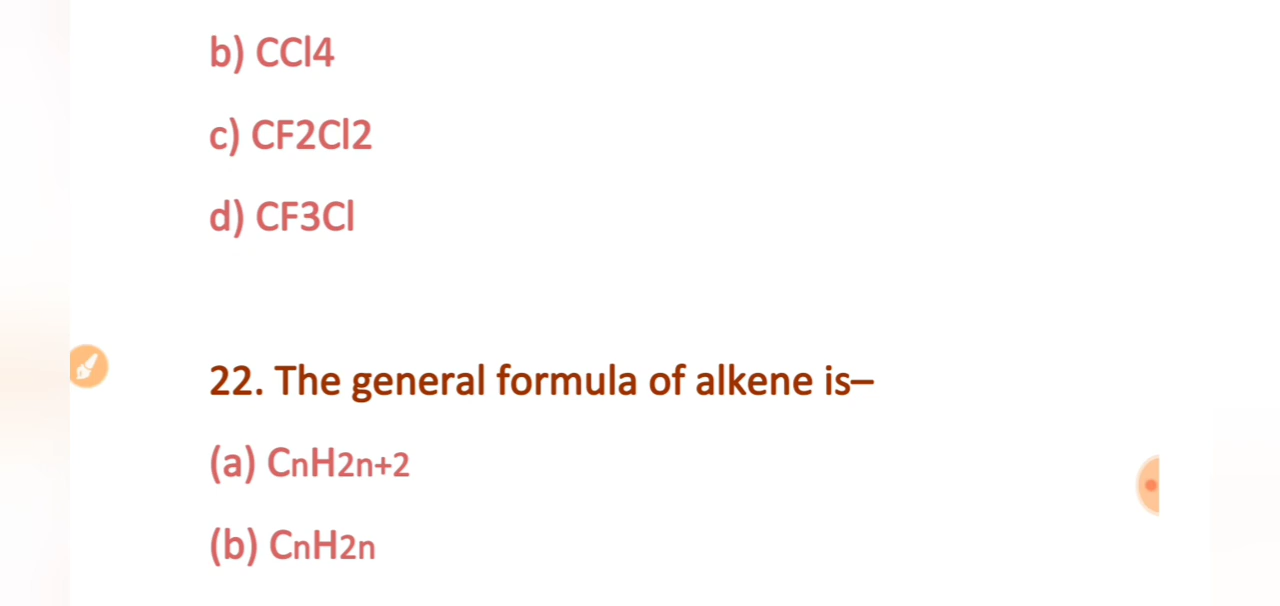 b) CCl4
c) CF2Cl2
d) CF3Cl
22. The general formula of alkene is–
(a) CnH2n+2
(b) CnH2n